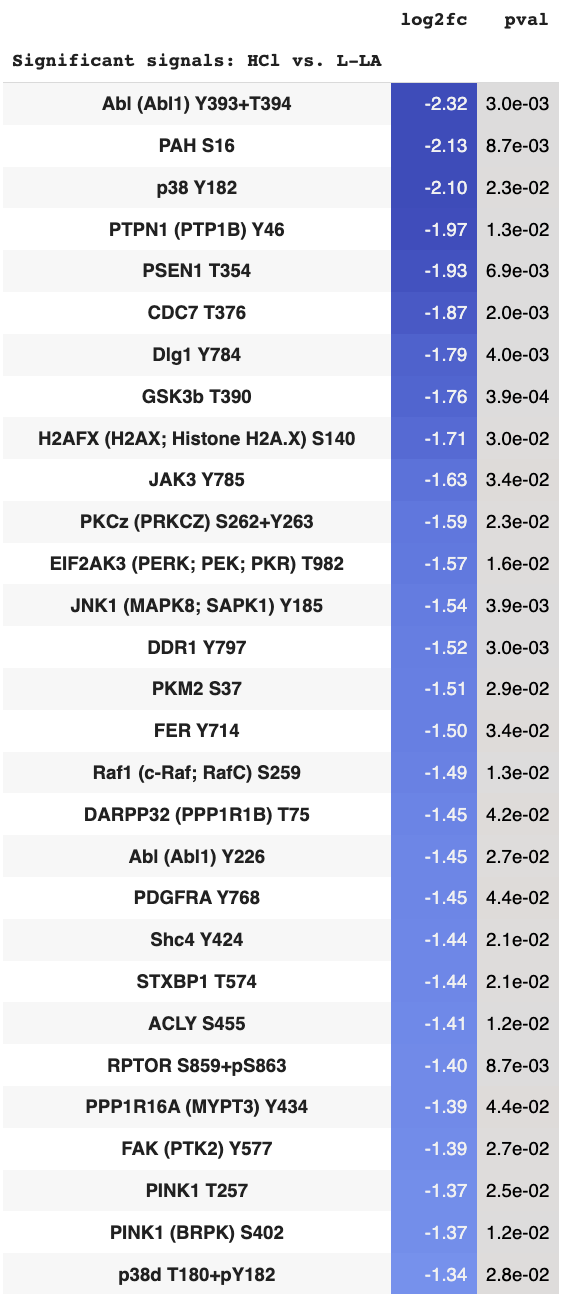 log2fc pval
Significant signals: HCl vs. L-LA
Abl (Abl1) Y393+T394 -2.32 3.0e-03
PAH S16 -2.13 8.7e-03
p38 Y182 -2.10 2.3e-02
PTPN1 (PTP1B) Y46 -1.97 1.3e-02
PSEN1 T354 -1.93 6.9e-03
CDC7 T376 -1.87 2.0e-03
Dlg1 Y784 -1.79 4.0e-03
GSK3b T390 -1.76 3.9e-04
H2AFX (H2AX; Histone H2A.X) S140 -1.71 3.0e-02
JAK3 Y785 -1.63 3.4e-02
PKCz (PRKCZ) S262+Y263 -1.59 2.3e-02
EIF2AK3 (PERK; PEK; PKR) T982 -1.57 1.6e-02
JNK1 (MAPK8; SAPK1) Y185 -1.54 3.9e-03
DDR1 Y797 -1.52 3.0e-03
PKM2 S37 -1.51 2.9e-02
FER Y714 -1.50 3.4e-02
Raf1 (c-Raf; RafC) S259 -1.49 1.3e-02
DARPP32 (PPP1R1B) T75 -1.45 4.2e-02
Abl (Abl1) Y226 -1.45 2.7e-02
PDGFRA Y768 -1.45 4.4e-02
Shc4 Y424 -1.44 2.1e-02
STXBP1 T574 -1.44 2.1e-02
ACLY S455 -1.41 1.2e-02
RPTOR S859+pS863 -1.40 8.7e-03
PPP1R16A (MYPT3) Y434 -1.39 4.4e-02
FAK (PTK2) Y577 -1.39 2.7e-02
PINK1 T257 -1.37 2.5e-02
PINK1 (BRPK) S402 -1.37 1.2e-02
p38d T180+pY182 -1.34 2.8e-02